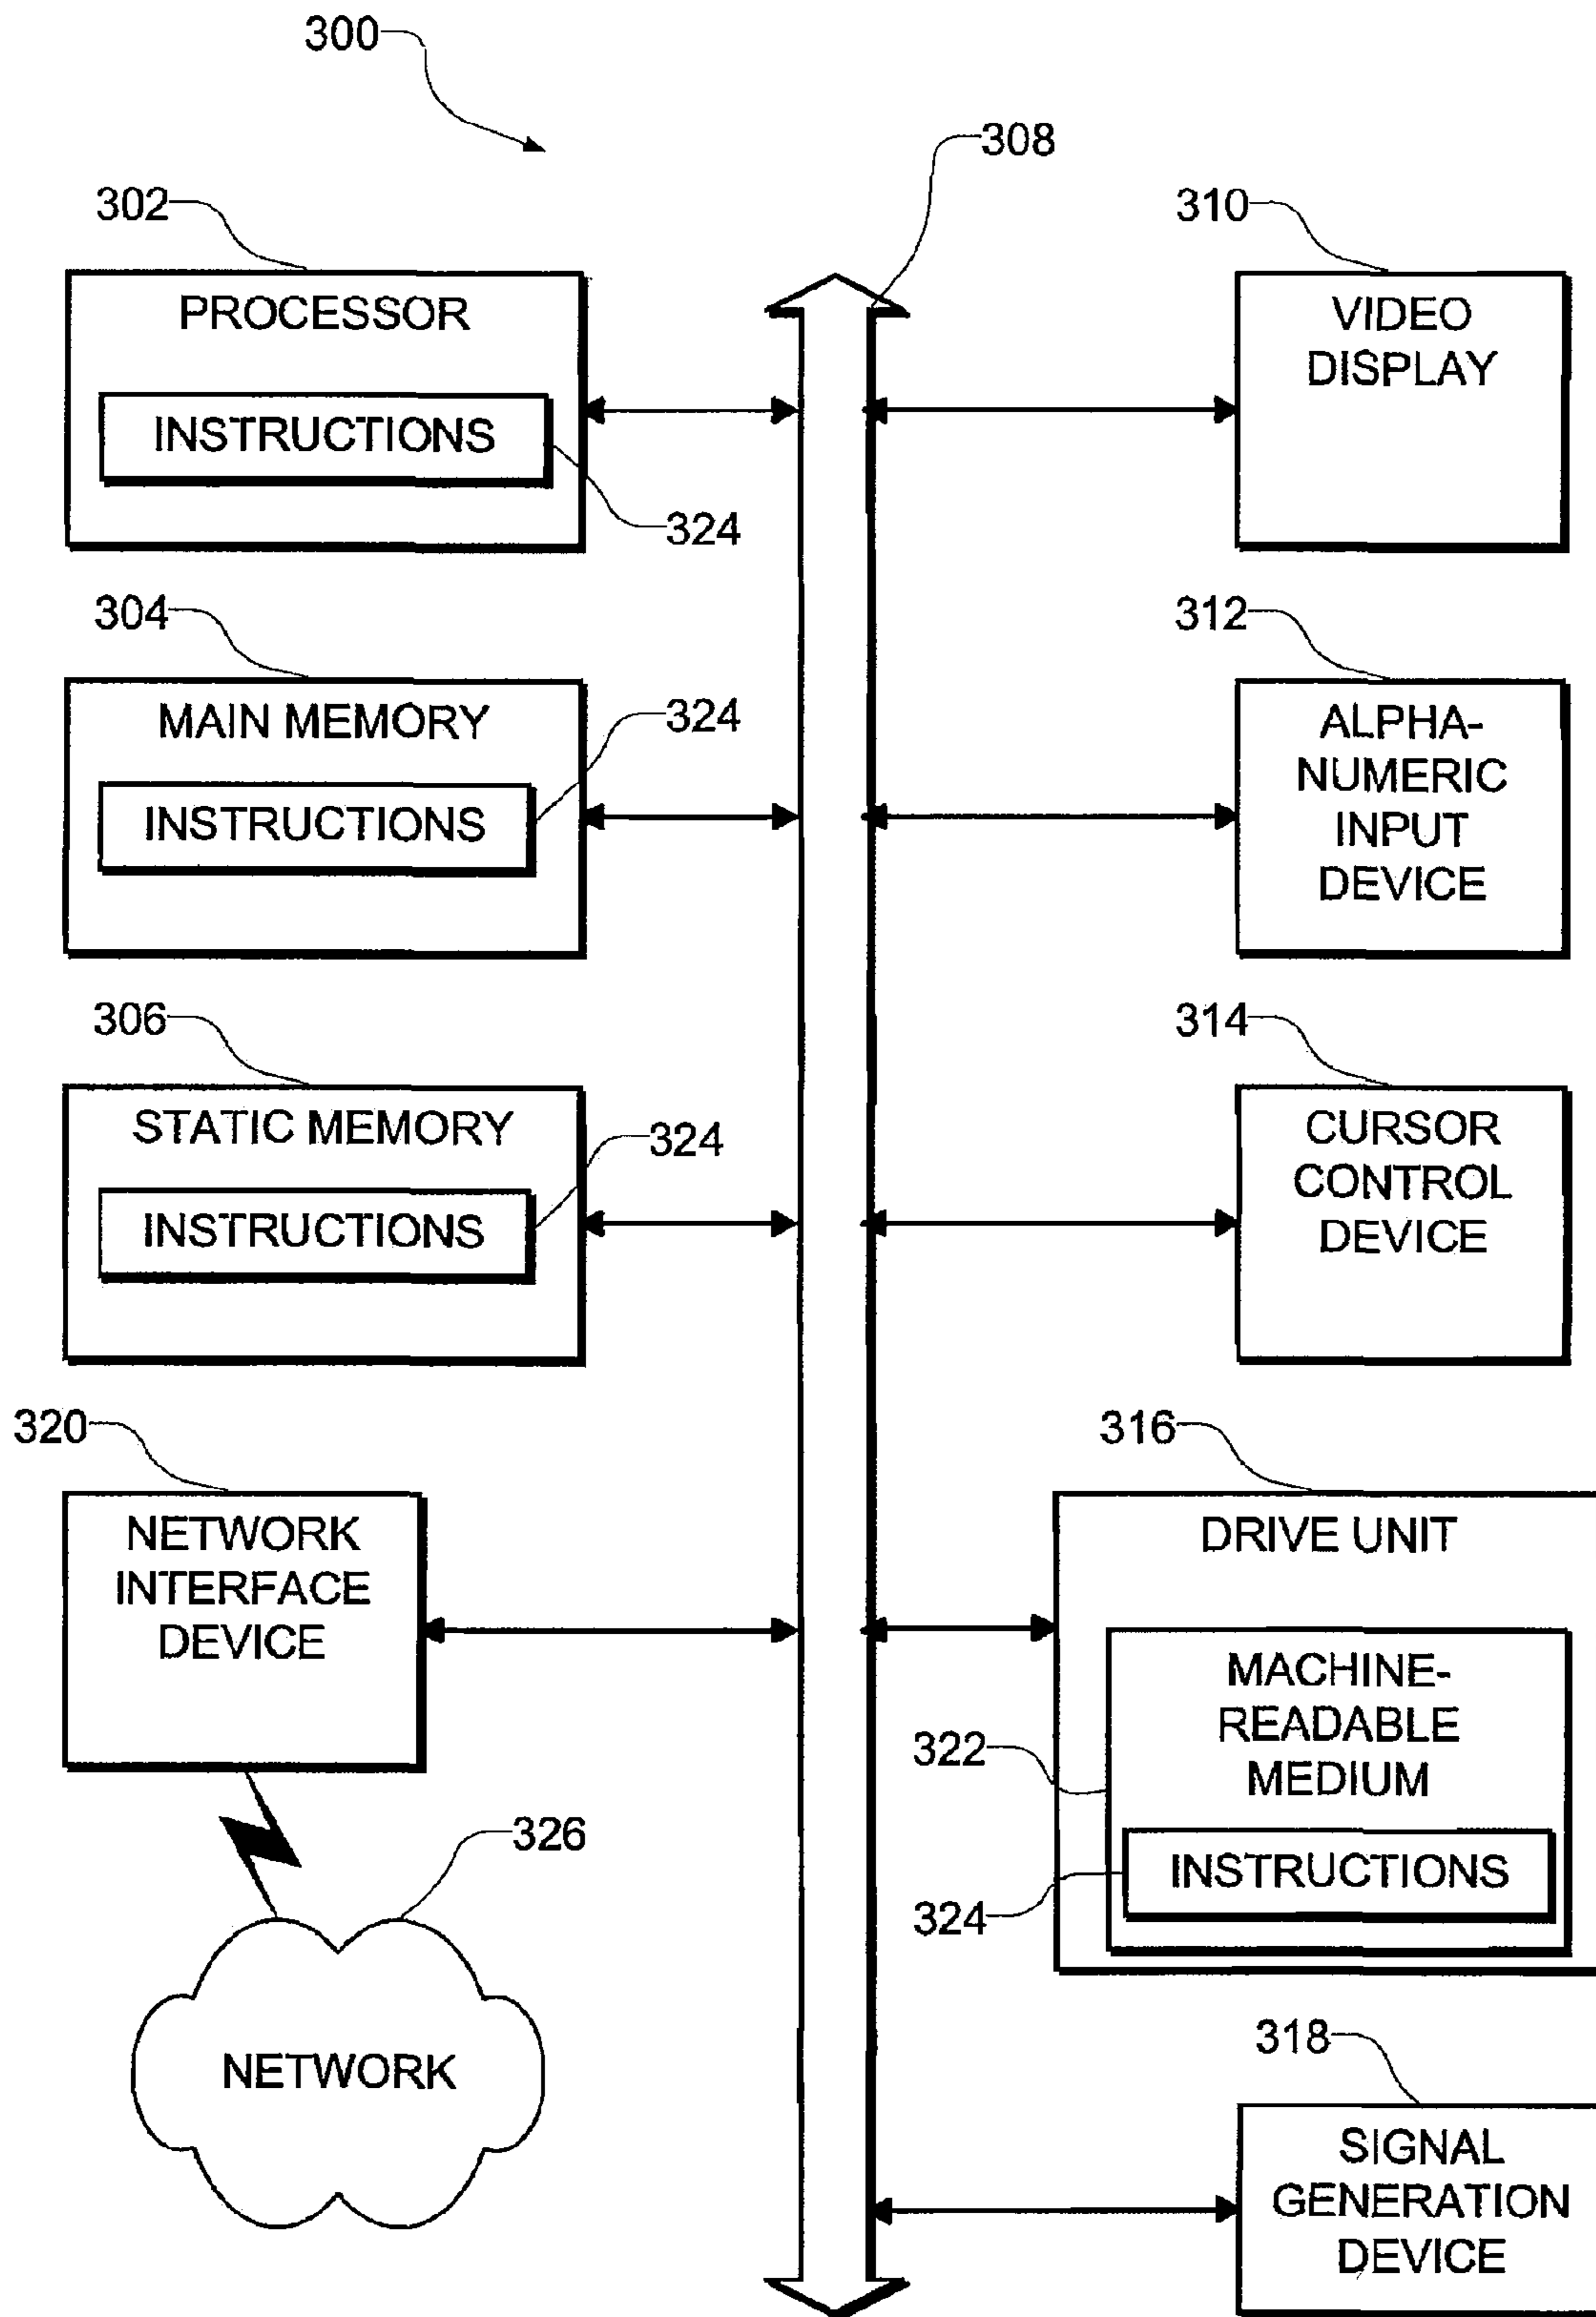 300
308
302
PROCESSOR
INSTRUCTIONS
324
310
VIDEO
DISPLAY
304
MAIN MEMORY
324
INSTRUCTIONS
312
ALPHA-
NUMERIC
INPUT
DEVICE
306
STATIC MEMORY
324
INSTRUCTIONS
314
CURSOR
CONTROL
DEVICE
320
NETWORK
INTERFACE
DEVICE
316
DRIVE UNIT
MACHINE-
READABLE
MEDIUM
322
INSTRUCTIONS
324
326
NETWORK
318
SIGNAL
GENERATION
DEVICE